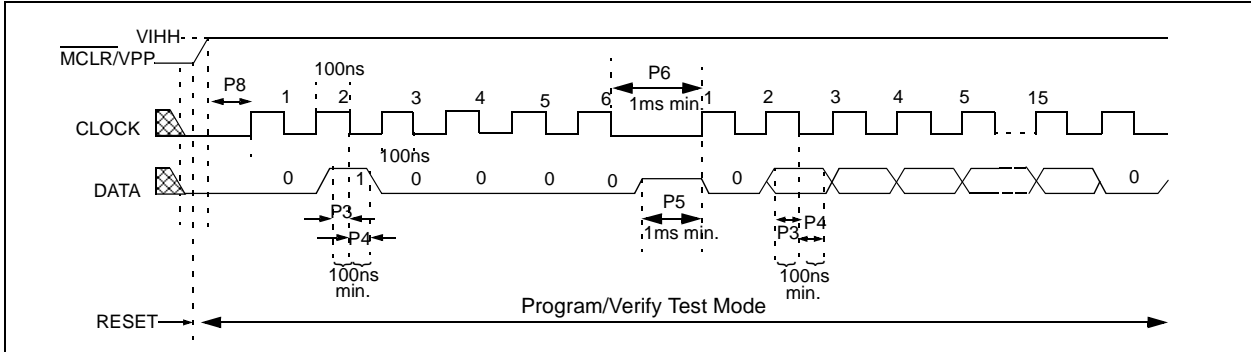 VIHH
MCLR/VPP
100ns
P8
P6
1 2 3 4 5 6 1 2 3 4 5 15
1ms min.
CLOCK
100ns
DATA
0 1 0 0 0 0 0 0
P5
P3
1ms min.
P3 P4
P4
100ns
min.
100ns
min.
Program/Verify Test Mode
RESET